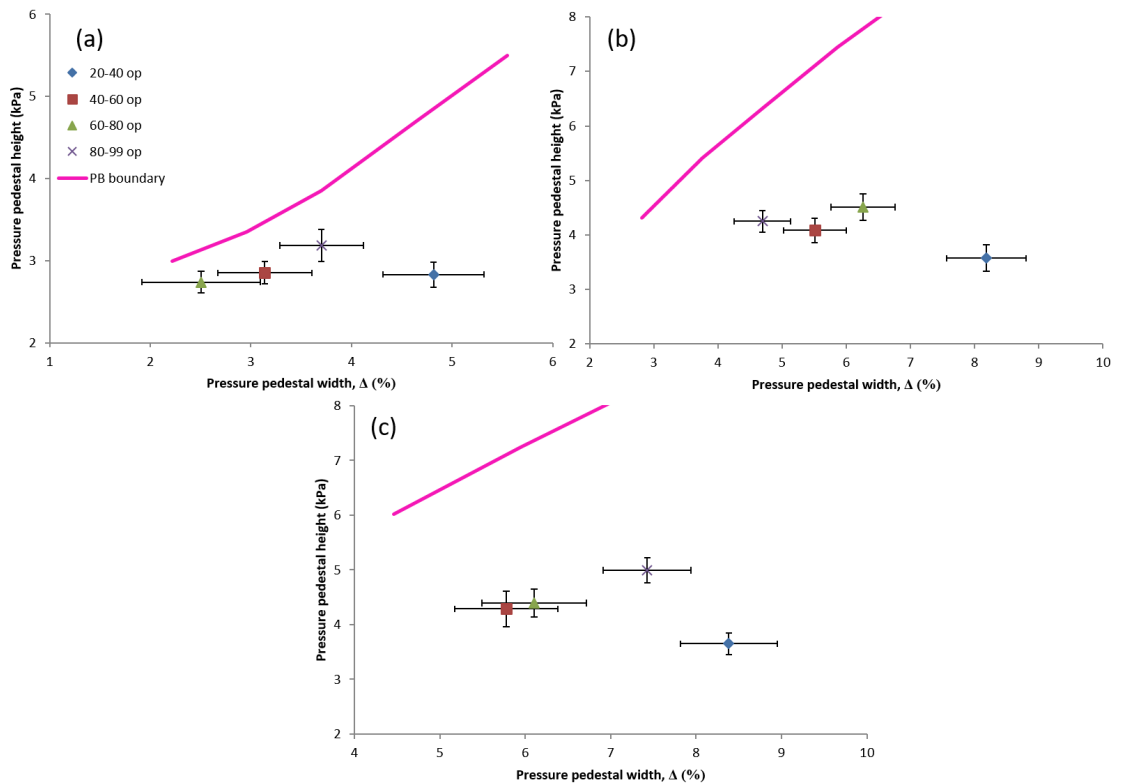 (a)
6
5
4
3
2
Pressure pedestal height (kPa)
20-40 op
40-60 op
60-80 op
80-99 op
PB boundary
1 2 3 4 5 6
Pressure pedestal width, Δ (%)
(b)
8
7
6
5
4
3
2
Pressure pedestal height (kPa)
2 3 4 5 6 7 8 9 10
Pressure pedestal width, Δ (%)
(c)
8
7
6
5
4
3
2
Pressure pedestal height (kPa)
4 5 6 7 8 9 10
Pressure pedestal width, Δ (%)